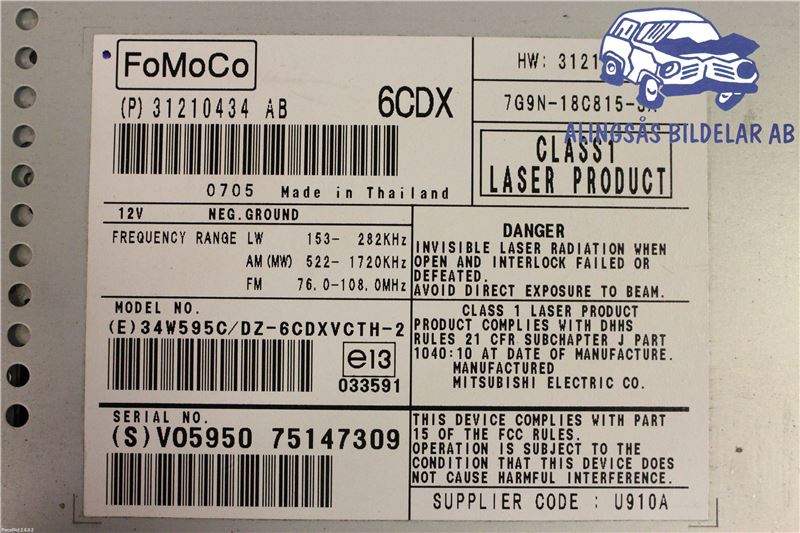 FoMoCo
(P) 31210434 AB
6CDX
HW: 3121
7G9N-18C815-
ALINGSÅS BILDELAR AB
CLASS1
LASER PRODUCT
0705 Made in Thailand
12V NEG.GROUND
FREQUENCY RANGE LW 153- 282KHz
AM(MW) 522- 1720KHz
FM 76.0-108.0MHz
DANGER
INVISIBLE LASER RADIATION WHEN
OPEN AND INTERLOCK FAILED OR
DEFEATED.
AVOID DIRECT EXPOSURE TO BEAM.
MODEL NO.
(E)34W595C/DZ-6CDXVCTH-2
e13
033591
CLASS 1 LASER PRODUCT
PRODUCT COMPLIES WITH DHHS
RULES 21 CFR SUBCHAPTER J PART
1040:10 AT DATE OF MANUFACTURE.
MANUFACTURED
MITSUBISHI ELECTRIC CO.
SERIAL NO.
(S)VO5950 75147309
THIS DEVICE COMPLIES WITH PART
15 OF THE FCC RULES.
OPERATION IS SUBJECT TO THE
CONDITION THAT THIS DEVICE DOES
NOT CAUSE HARMFUL INTERFERENCE.
SUPPLIER CODE : U910A